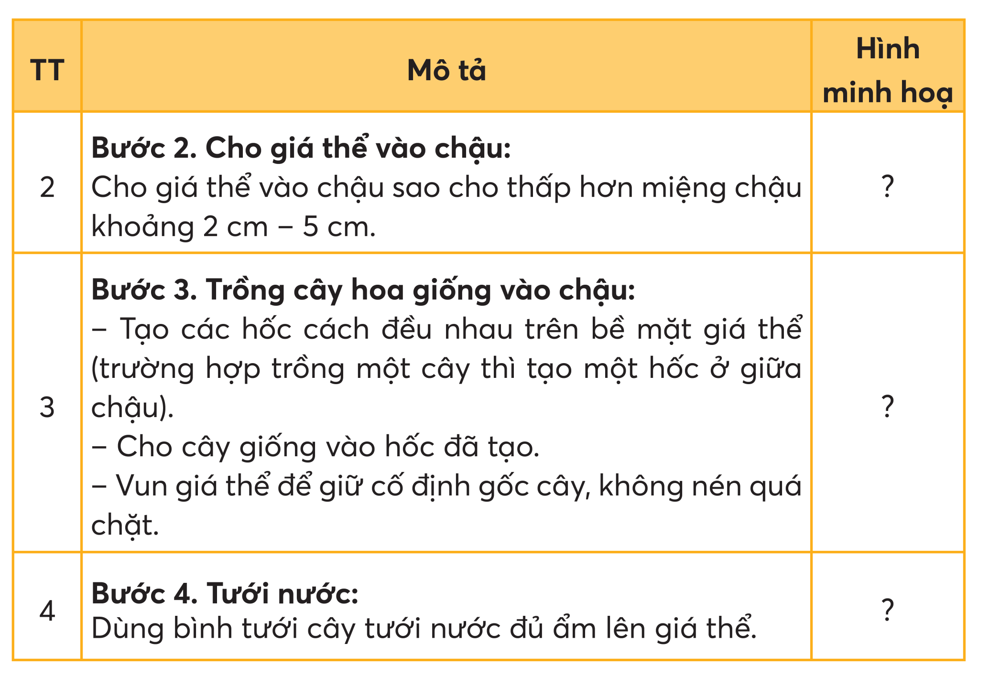 TT
Mô tả
Hình
minh hoạ
2
Bước 2. Cho giá thể vào chậu:
Cho giá thể vào chậu sao cho thấp hơn miệng chậu
khoảng 2 cm – 5 cm.
?
3
Bước 3. Trồng cây hoa giống vào chậu:
– Tạo các hốc cách đều nhau trên bề mặt giá thể
(trường hợp trồng một cây thì tạo một hốc ở giữa
chậu).
– Cho cây giống vào hốc đã tạo.
– Vun giá thể để giữ cố định gốc cây, không nén quá
chặt.
?
4
Bước 4. Tưới nước:
Dùng bình tưới cây tưới nước đủ ẩm lên giá thể.
?